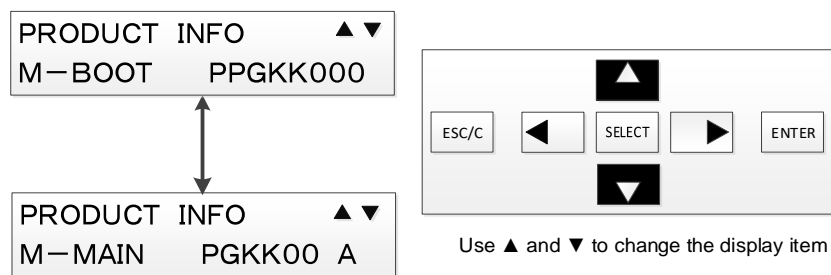 PRODUCT INFO ▲ ▼
M-BOOT PPGKK000
PRODUCT INFO ▲ ▼
M-MAIN PGKK00 A
▲
ESC/C ◀ SELECT ▶ ENTER
▼
Use ▲ and ▼ to change the display item